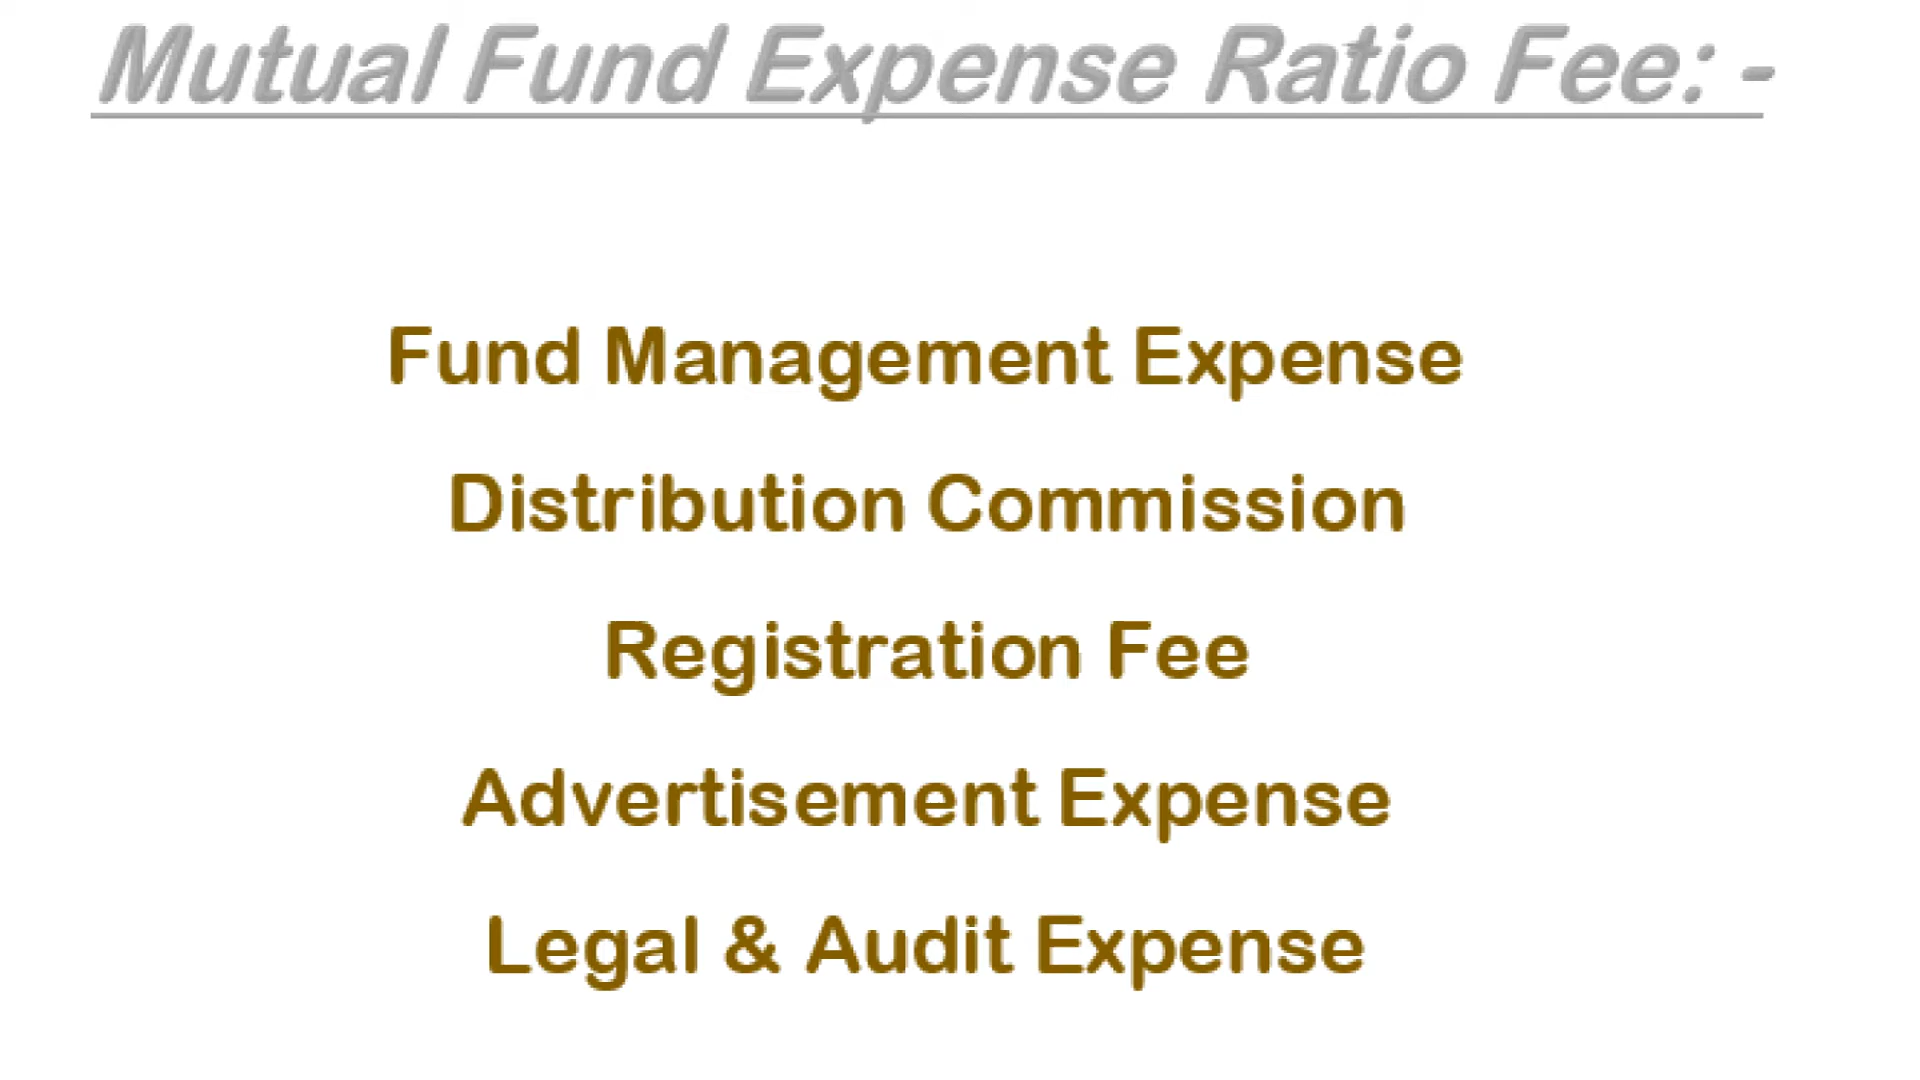 Mutual Fund Expense Ratio Fee: -
Fund Management Expense
Distribution Commission
Registration Fee
Advertisement Expense
Legal & Audit Expense